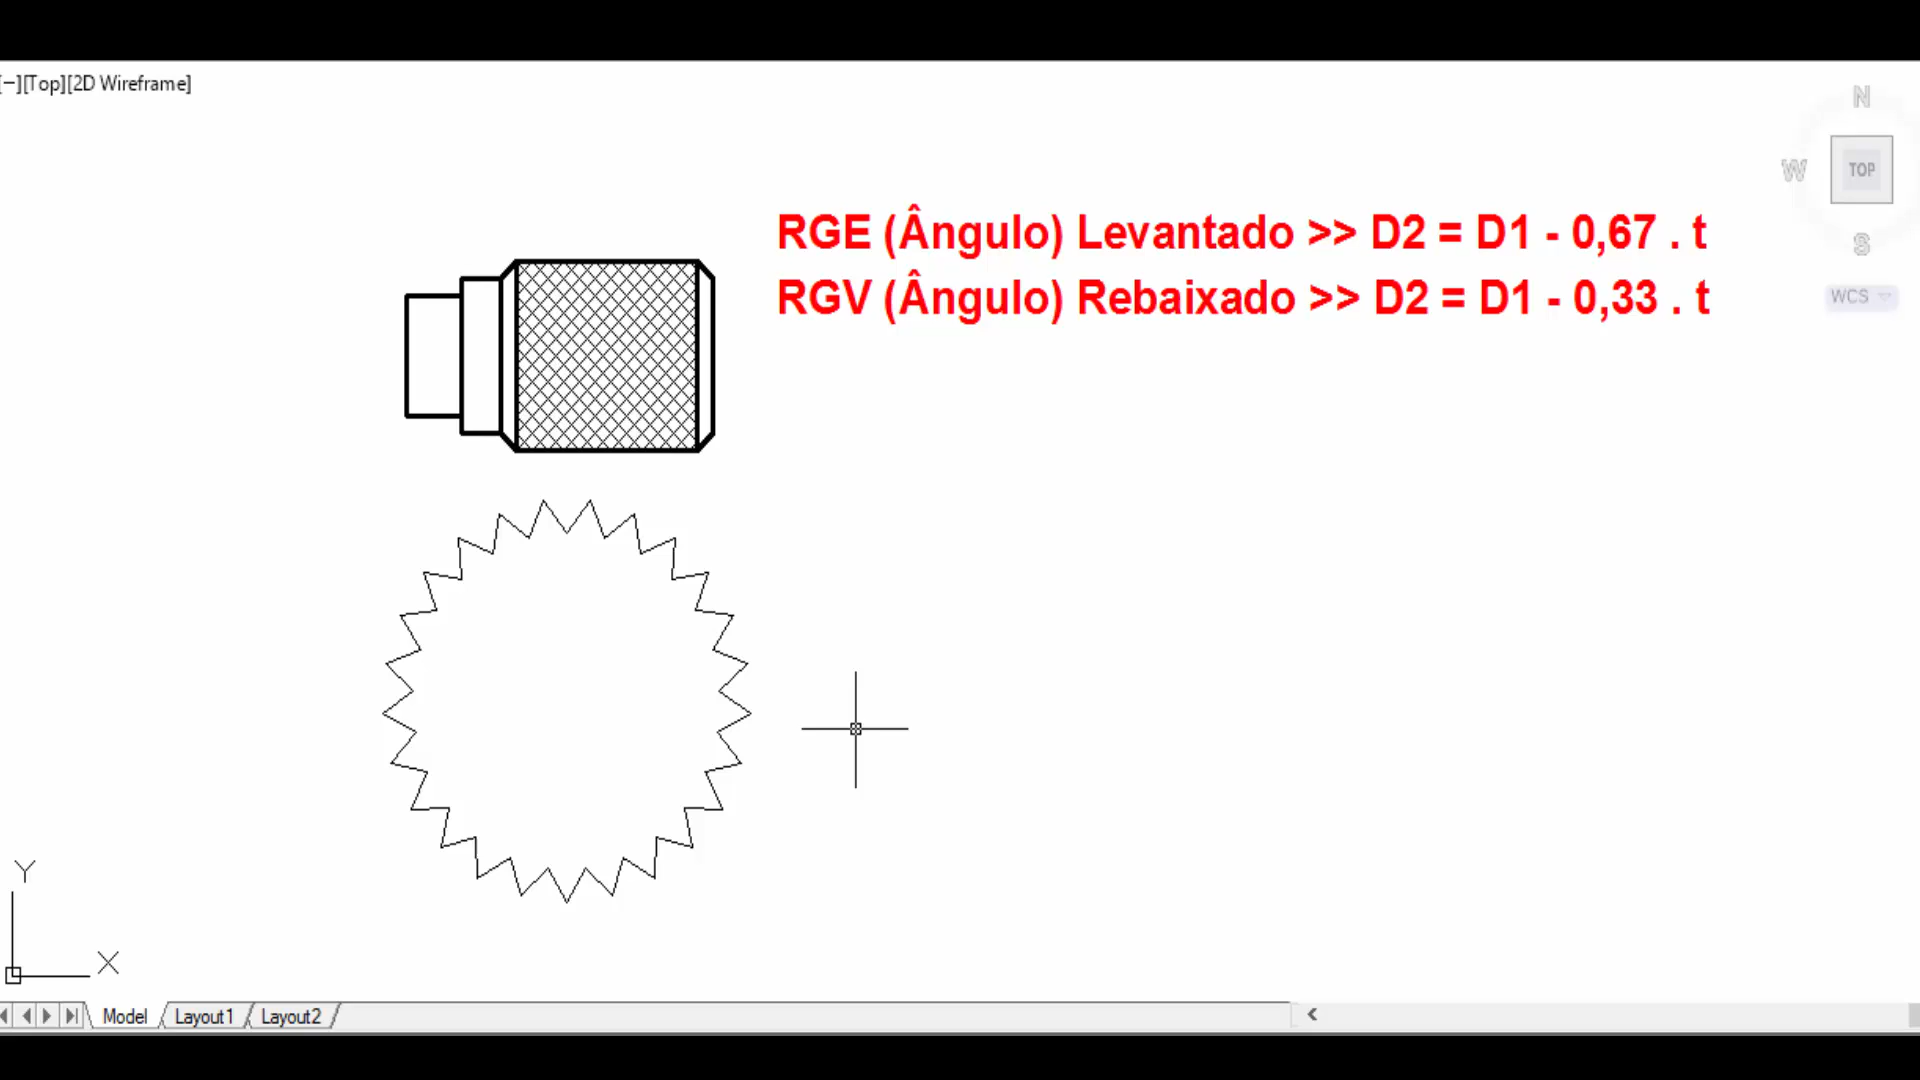 [−][Top][2D Wireframe]
N
W
TOP
S
WCS
RGE (Ângulo) Levantado >> D2 = D1 - 0,67 . t
RGV (Ângulo) Rebaixado >> D2 = D1 - 0,33 . t
Y
X
Model Layout1 Layout2